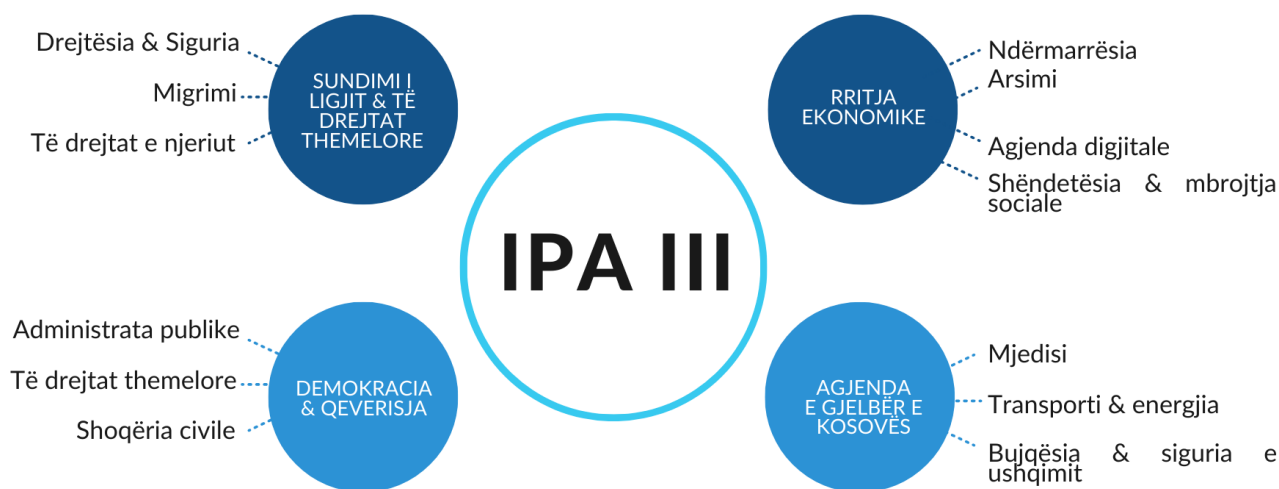 Drejtësia & Siguria
Migrimi
Të drejtat e njeriut
SUNDIMI I
LIGJIT & TË
DREJTAT
THEMELORE
RRITJA
EKONOMIKE
Ndërmarrësia
Arsimi
Agjenda digjitale
Shëndetësia & mbrojtja
sociale
IPA III
Administrata publike
Të drejtat themelore
Shoqëria civile
DEMOKRACIA
& QEVERISJA
AGJENDA
E GJELBËR E
KOSOVËS
Mjedisi
Transporti & energjia
Bujqësia & siguria e
ushqimit